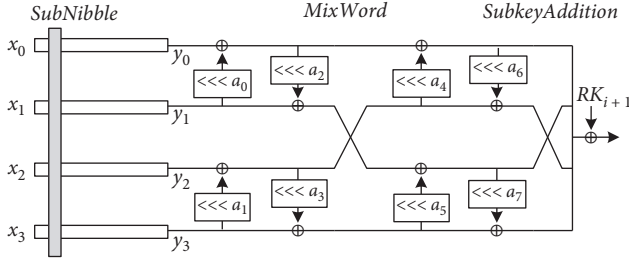 SubNibble MixWord SubkeyAddition
x0 y0 <<< a0 <<< a2 <<< a4 <<< a6
x1 y1 RK i + 1
x2 y2 <<< a1 <<< a3 <<< a5 <<< a7
x3 y3